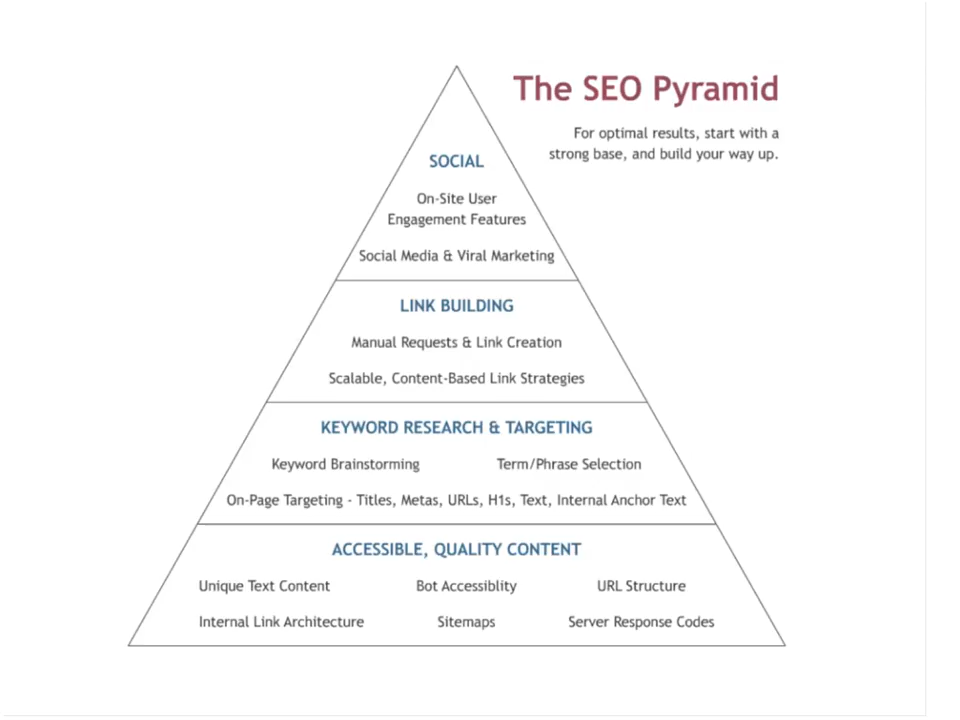 The SEO Pyramid
For optimal results, start with a
strong base, and build your way up.
SOCIAL
On-Site User
Engagement Features
Social Media & Viral Marketing
LINK BUILDING
Manual Requests & Link Creation
Scalable, Content-Based Link Strategies
KEYWORD RESEARCH & TARGETING
Keyword Brainstorming Term/Phrase Selection
On-Page Targeting - Titles, Metas, URLs, H1s, Text, Internal Anchor Text
ACCESSIBLE, QUALITY CONTENT
Unique Text Content Bot Accessiblity URL Structure
Internal Link Architecture Sitemaps Server Response Codes